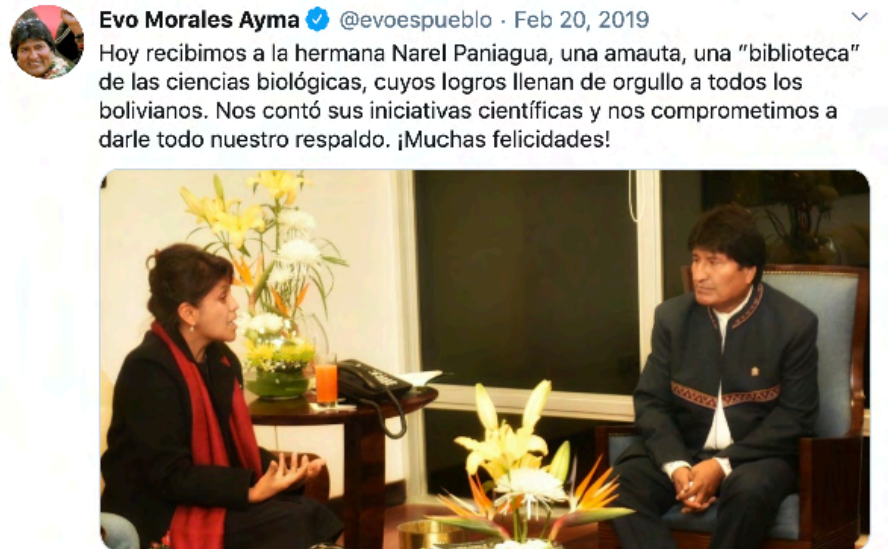 Evo Morales Ayma @evoespueblo · Feb 20, 2019
Hoy recibimos a la hermana Narel Paniagua, una amauta, una "biblioteca"
de las ciencias biológicas, cuyos logros llenan de orgullo a todos los
bolivianos. Nos contó sus iniciativas científicas y nos comprometimos a
darle todo nuestro respaldo. ¡Muchas felicidades!